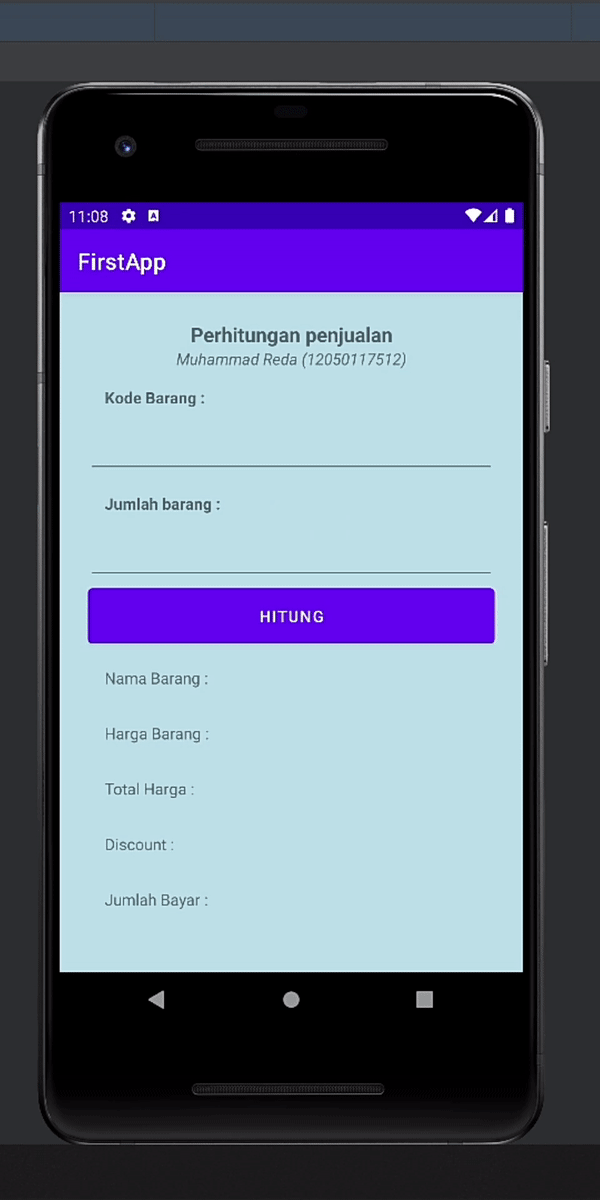 11:08
FirstApp
Perhitungan penjualan
Muhammad Reda (12050117512)
Kode Barang :
Jumlah barang :
HITUNG
Nama Barang :
Harga Barang :
Total Harga :
Discount :
Jumlah Bayar :